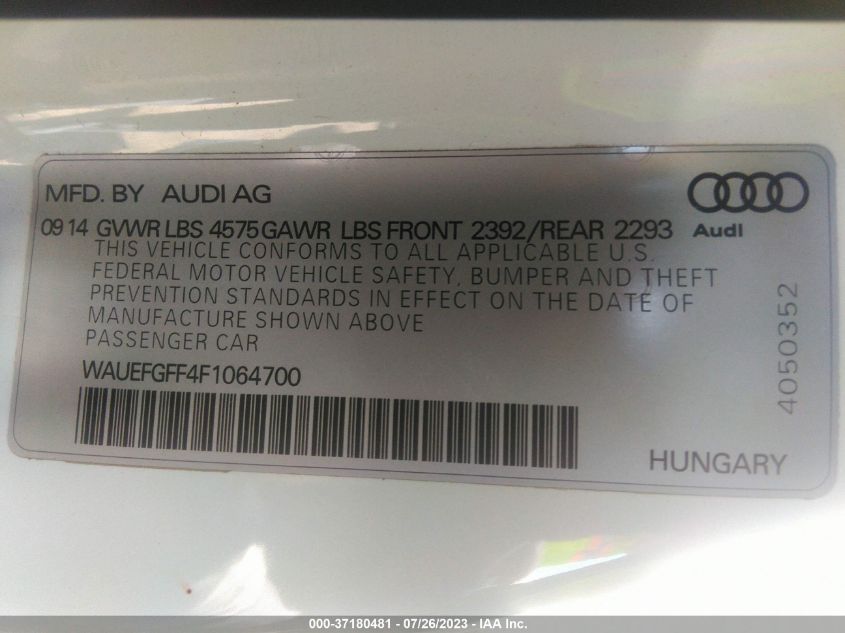 MFD. BY AUDI AG
09 14 GVWR LBS 4575 GAWR LBS FRONT 2392/REAR 2293
Audi
THIS VEHICLE CONFORMS TO ALL APPLICABLE U.S.
FEDERAL MOTOR VEHICLE SAFETY, BUMPER AND THEFT
PREVENTION STANDARDS IN EFFECT ON THE DATE OF
MANUFACTURE SHOWN ABOVE
PASSENGER CAR
WAUEFGFF4F1064700
4050352
HUNGARY
000-37180481 - 07/26/2023 - IAA Inc.